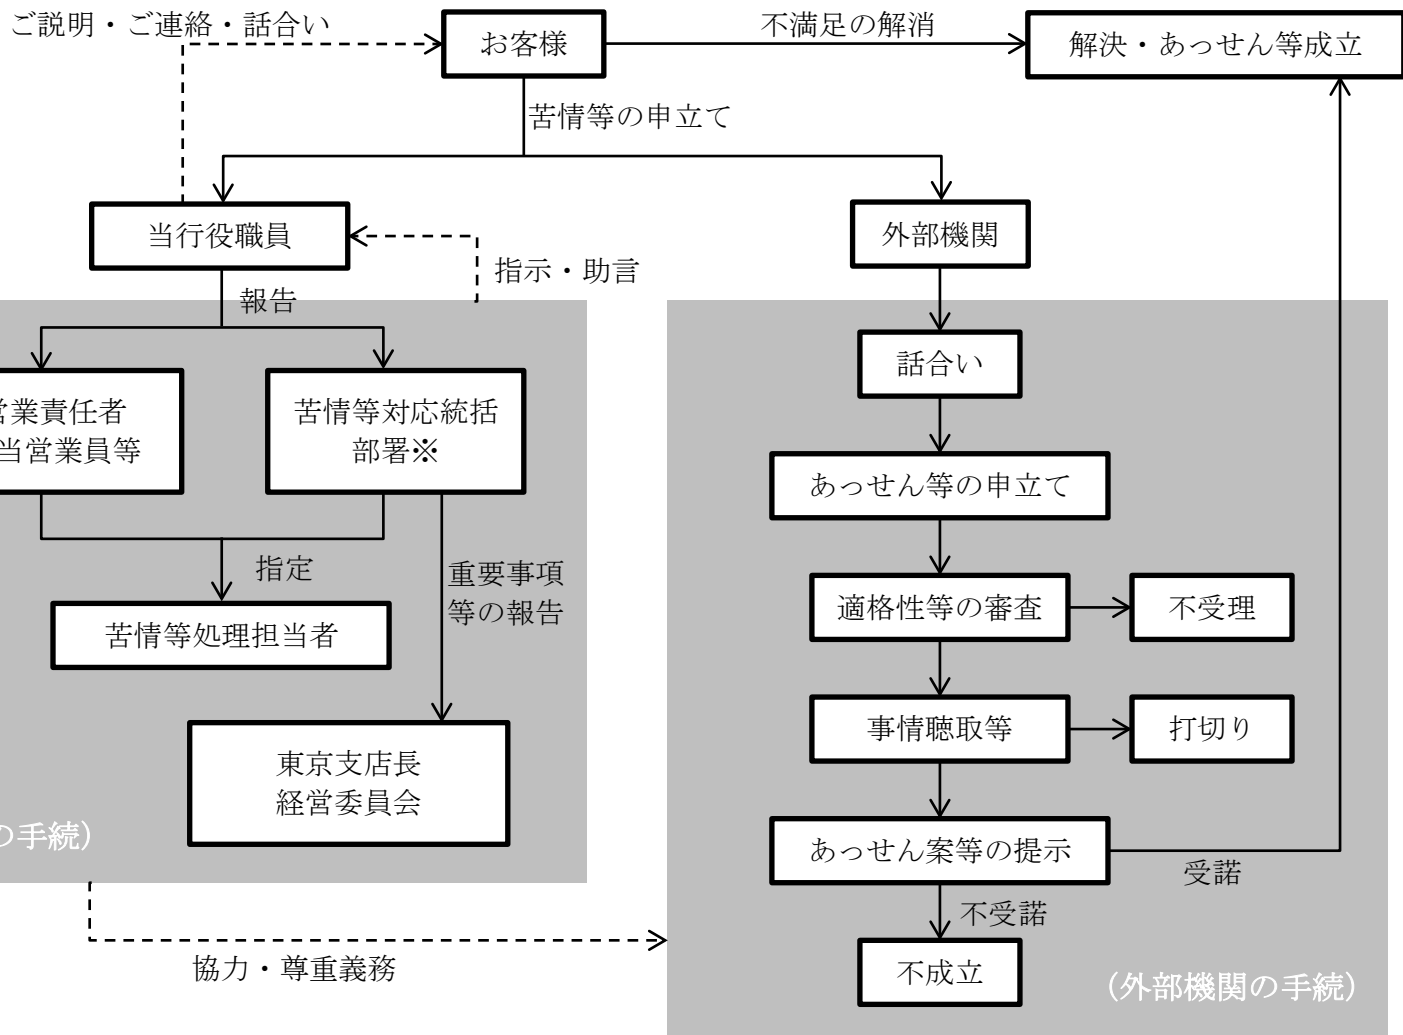 ご説明・ご連絡・話合い
お客様
不満足の解消
解決・あっせん等成立
苦情等の申立て
当行役職員
外部機関
指示・助言
報告
営業責任者
当営業員等
苦情等対応統括
部署※
指定
重要事項
等の報告
苦情等処理担当者
東京支店長
経営委員会
の手続)
協力・尊重義務
話合い
あっせん等の申立て
適格性等の審査
不受理
事情聴取等
打切り
あっせん案等の提示
受諾
不受諾
不成立
(外部機関の手続)